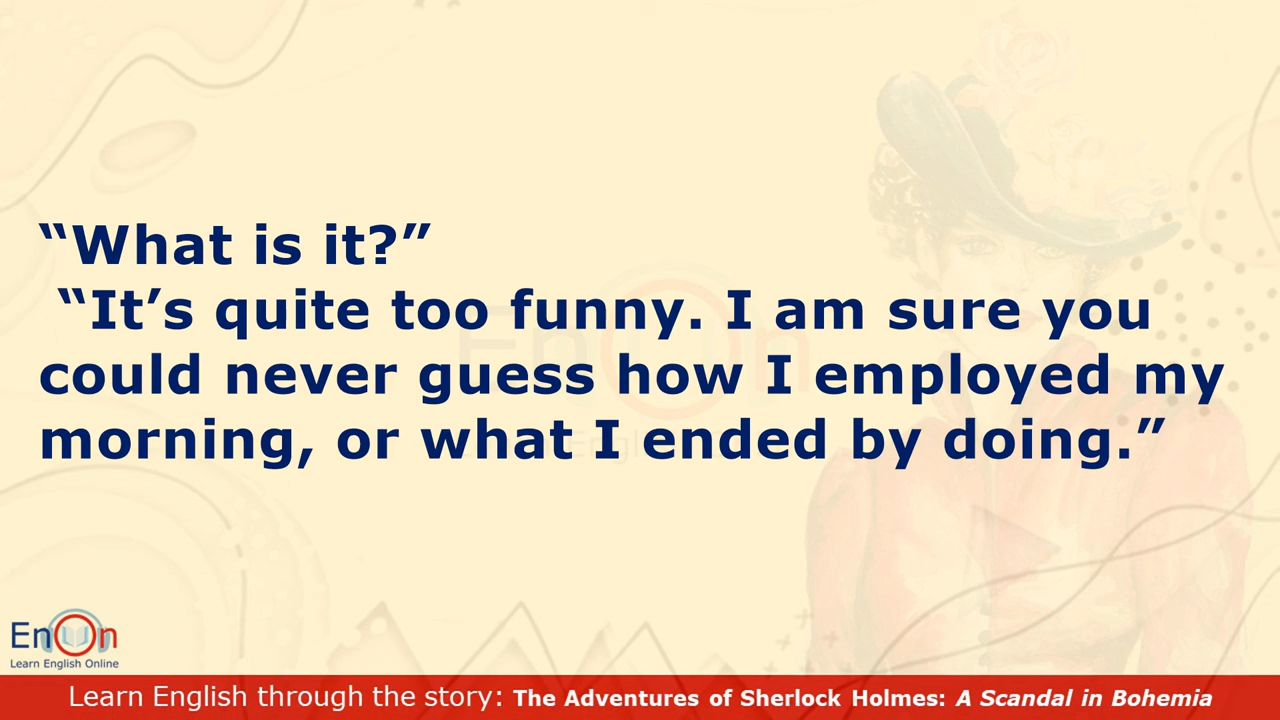 “What is it?”
“It’s quite too funny. I am sure you
could never guess how I employed my
morning, or what I ended by doing.”
EnOn
EnOn
Learn English Online
Learn English through the story: The Adventures of Sherlock Holmes: A Scandal in Bohemia